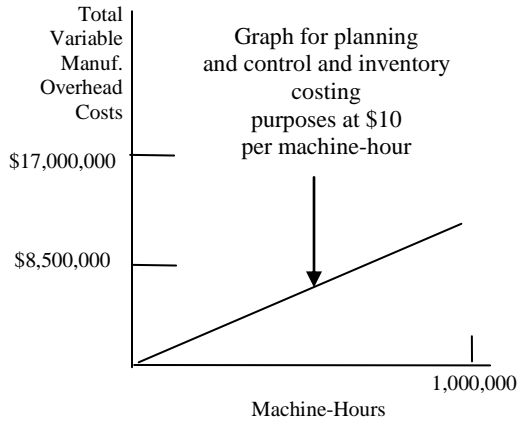 Total
Variable
Manuf.
Overhead
Costs
Graph for planning
and control and inventory
costing
purposes at $10
per machine-hour
$17,000,000
$8,500,000
1,000,000
Machine-Hours